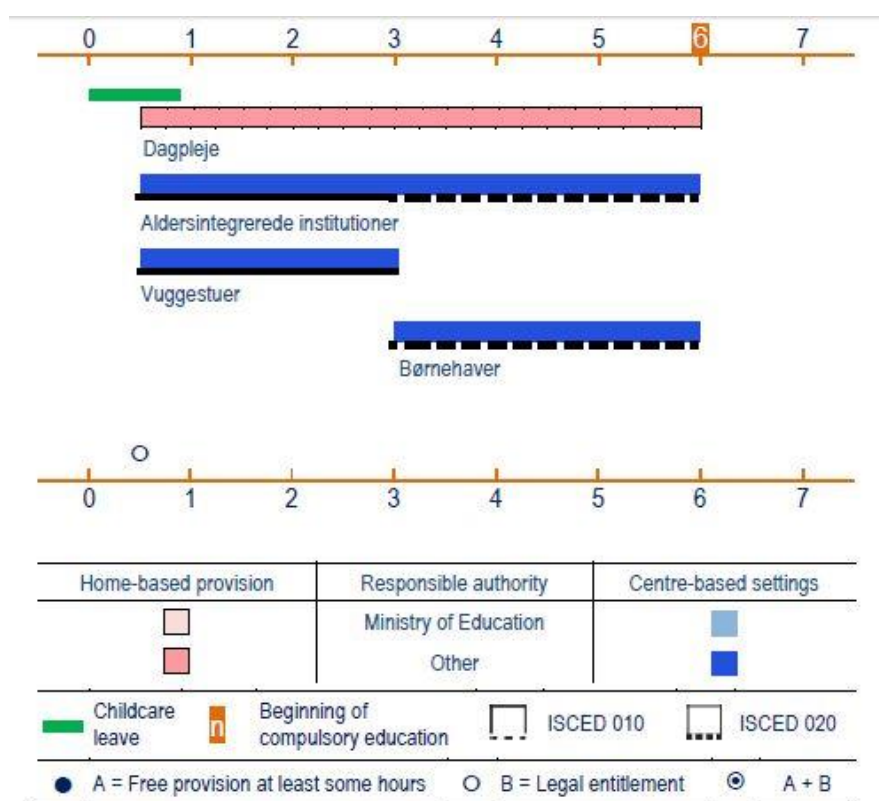 0 1 2 3 4 5 6 7
Dagpleje
Aldersintegrerede institutioner
Vuggestuer
Børnehaver
0 1 2 3 4 5 6 7
Home-based provision Responsible authority Centre-based settings
Ministry of Education
Other
Childcare leave
n Beginning of compulsory education
ISCED 010
ISCED 020
A = Free provision at least some hours B = Legal entitlement A + B